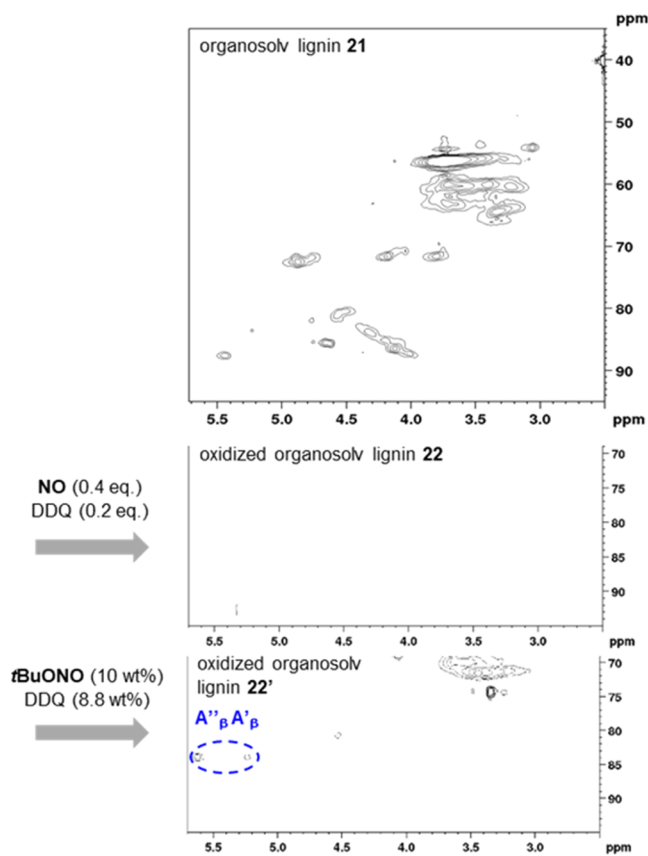 ppm
organosolv lignin 21
40
50
60
70
80
90
5.5 5.0 4.5 4.0 3.5 3.0 ppm
oxidized organosolv lignin 22
70
75
80
85
90
5.5 5.0 4.5 4.0 3.5 3.0 ppm
NO (0.4 eq.)
DDQ (0.2 eq.)
oxidized organosolv
lignin 22'
70
75
80
85
90
A''β A'β
5.5 5.0 4.5 4.0 3.5 3.0 ppm
tBuONO (10 wt%)
DDQ (8.8 wt%)